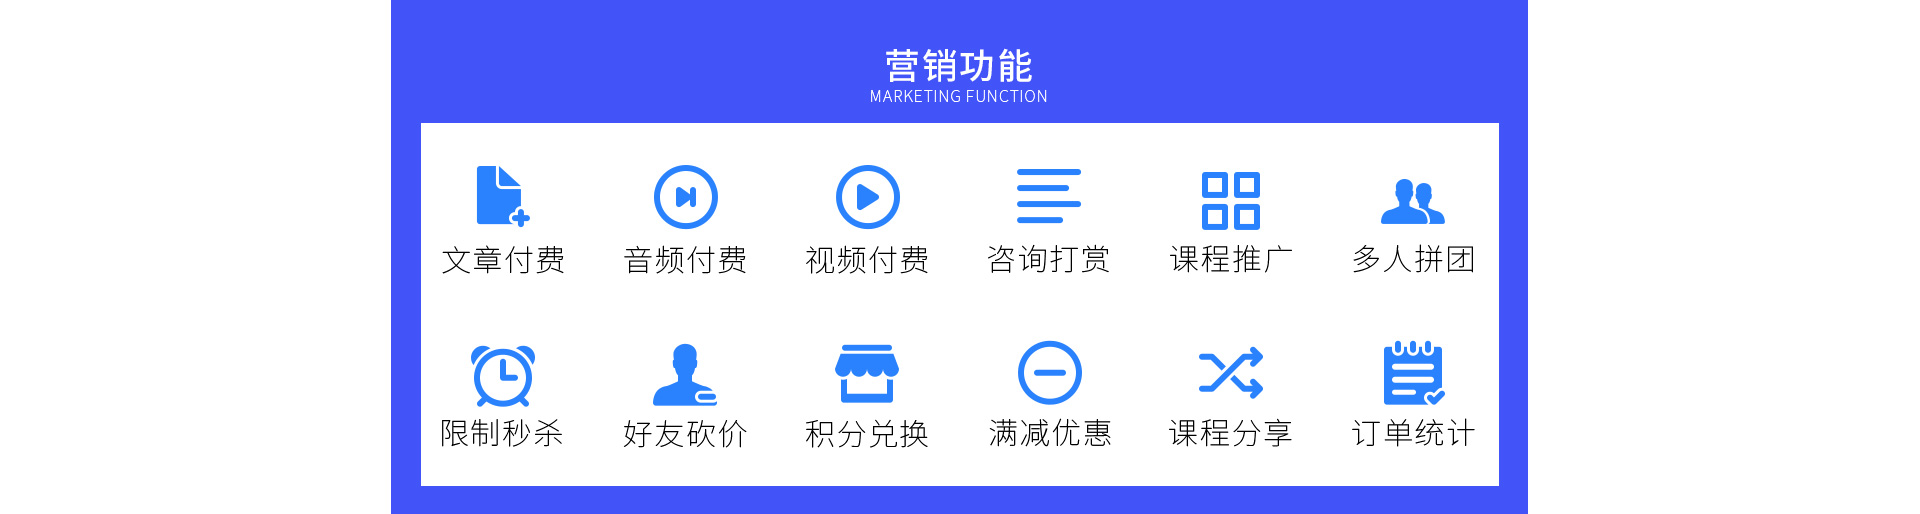 营销功能
MARKETING FUNCTION
文章付费 音频付费 视频付费 咨询打赏 课程推广 多人拼团
限制秒杀 好友砍价 积分兑换 满减优惠 课程分享 订单统计